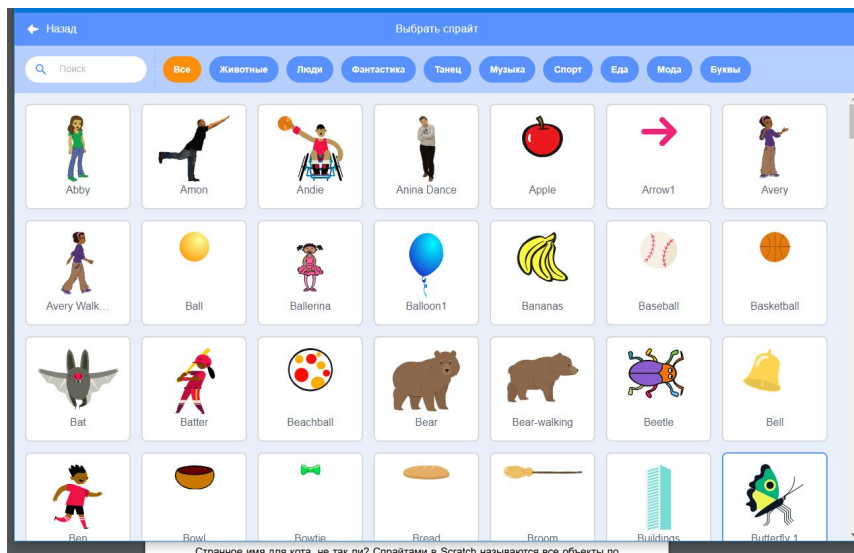 Назад
Выбрать спрайт
Поиск
Все
Животные
Люди
Фантастика
Танец
Музыка
Спорт
Еда
Мода
Буквы
Abby
Amon
Andie
Anina Dance
Apple
Arrow1
Avery
Avery Walk...
Ball
Ballerina
Balloon1
Bananas
Baseball
Basketball
Bat
Batter
Beachball
Bear
Bear-walking
Beetle
Bell
Ben
Bowl
Bowtie
Bread
Broom
Buildings
Butterfly 1
Странное имя для кота, не так ли? Спрайтами в Scratch называются все объекты по